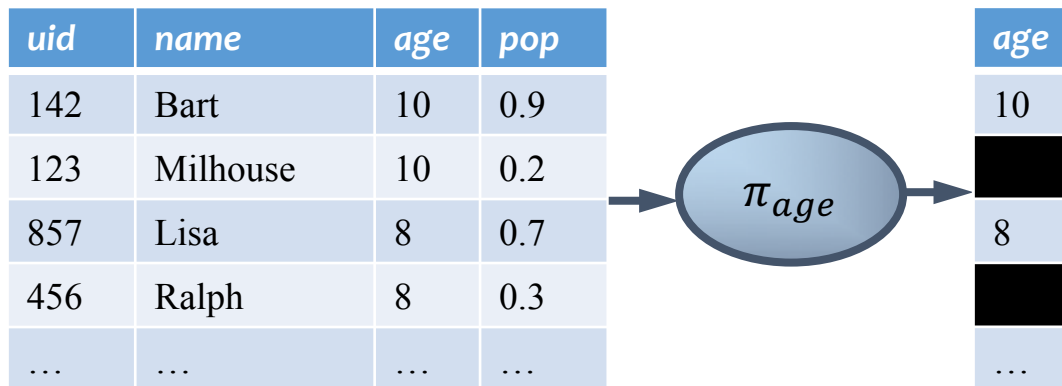 uid name age pop
142 Bart 10 0.9
123 Milhouse 10 0.2
857 Lisa 8 0.7
456 Ralph 8 0.3
… … … …
π_age
age
10
8
…